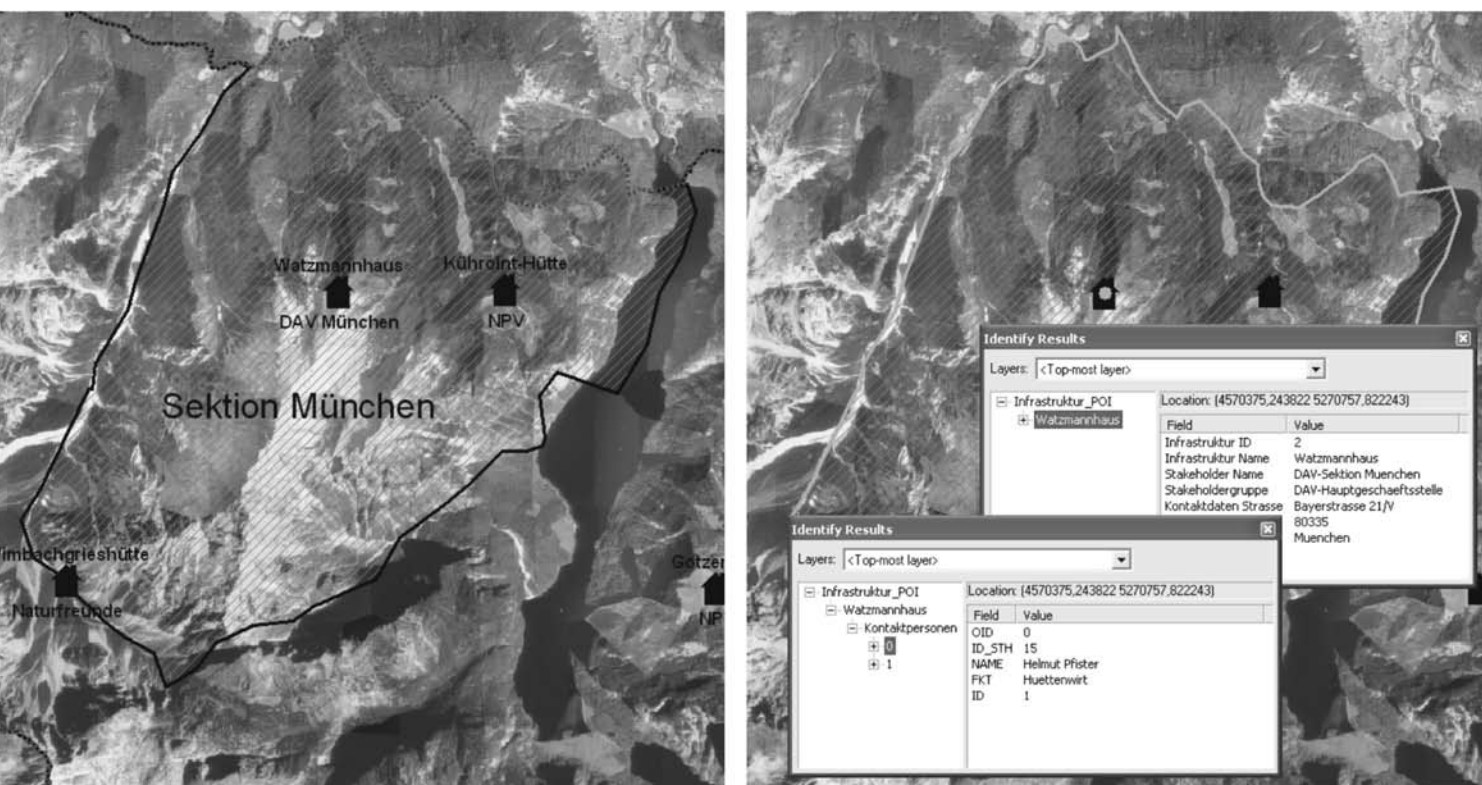 Watzmannhaus
Kühroint-Hütte
DAV München
NPV
Sektion München
imbachgrieshütte
Naturfreunde
Götzen
NP
Identify Results
Layers: <Top-most layer>
Infrastruktur_POI
Watzmannhaus
Location: (4570375,243822 5270757,822243)
Field Value
Infrastruktur ID 2
Infrastruktur Name Watzmannhaus
Stakeholder Name DAV-Sektion Muenchen
Stakeholdergruppe DAV-Hauptgeschaeftsstelle
Kontaktdaten Strasse Bayerstrasse 21/V
80335
Muenchen
Identify Results
Layers: <Top-most layer>
Infrastruktur_POI
Watzmannhaus
Kontaktpersonen
0
1
Location: (4570375,243822 5270757,822243)
Field Value
OID 0
ID_STH 15
NAME Helmut Pfister
FKT Huettenwirt
ID 1